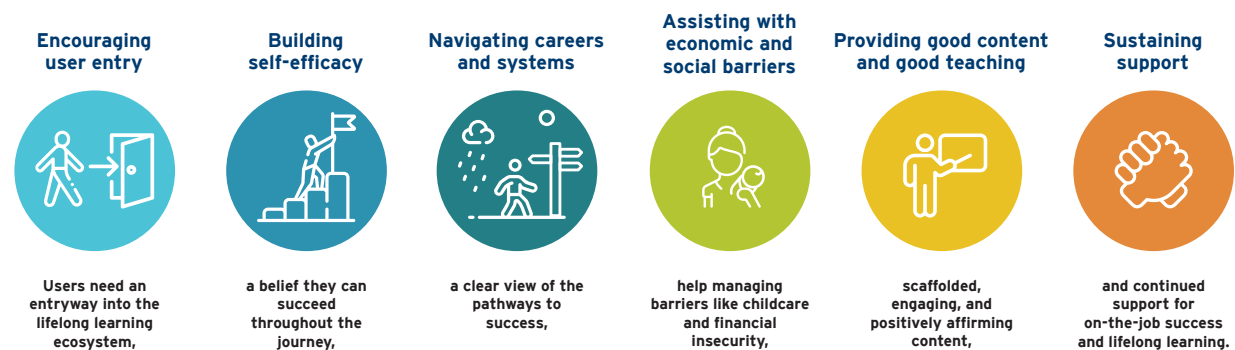 Encouraging
user entry
Building
self-efficacy
Navigating careers
and systems
Assisting with
economic and
social barriers
Providing good content
and good teaching
Sustaining
support
Users need an
entryway into the
lifelong learning
ecosystem,
a belief they can
succeed
throughout the
journey,
a clear view of the
pathways to
success,
help managing
barriers like childcare
and financial
insecurity,
scaffolded,
engaging, and
positively affirming
content,
and continued
support for
on-the-job success
and lifelong learning.